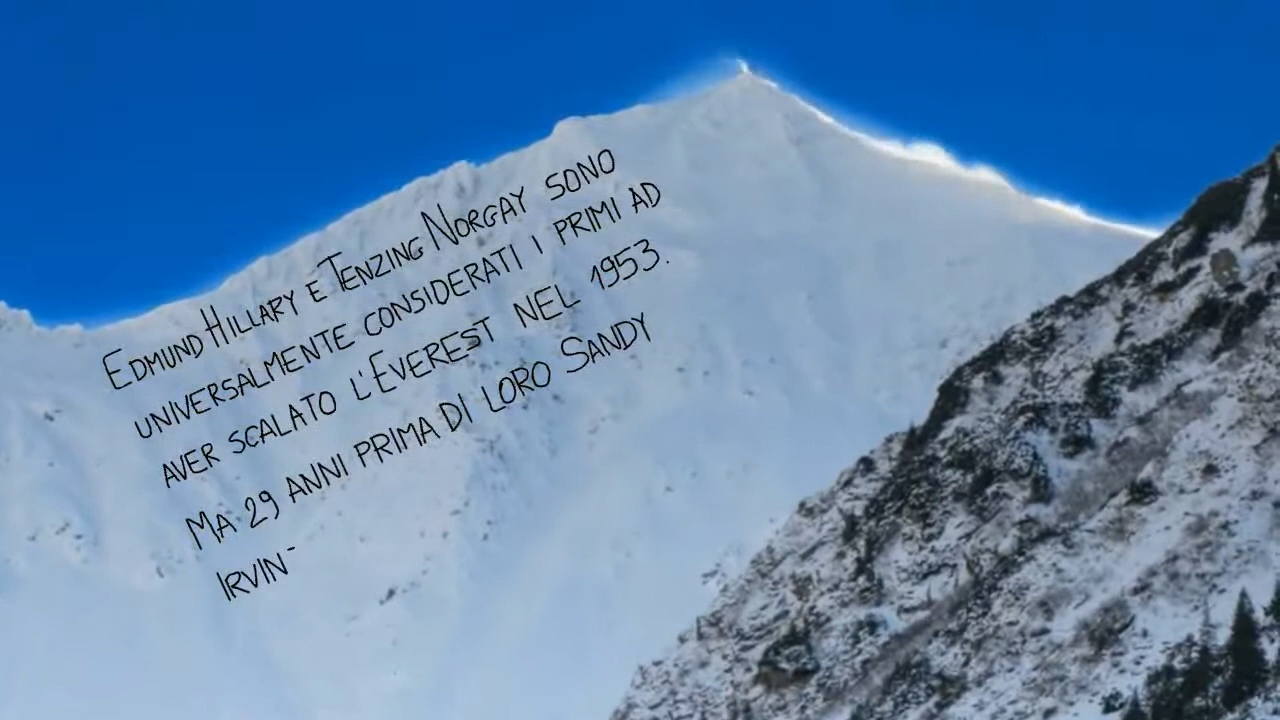 Edmund Hillary e Tenzing Norgay sono
universalmente considerati i primi ad
aver scalato l'Everest nel 1953.
Ma 29 anni prima di loro Sandy
Irvin-